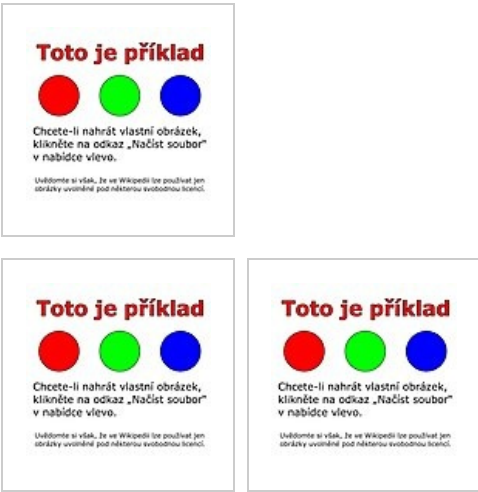 Toto je příklad
Chcete-li nahrát vlastní obrázek,
klikněte na odkaz „Načíst soubor"
v nabídce vlevo.
Uvědomte si však, že ve Wikipedii lze používat jen
obrázky uvolněné pod některou svobodnou licencí.
Toto je příklad
Chcete-li nahrát vlastní obrázek,
klikněte na odkaz „Načíst soubor"
v nabídce vlevo.
Uvědomte si však, že ve Wikipedii lze používat jen
obrázky uvolněné pod některou svobodnou licencí.
Toto je příklad
Chcete-li nahrát vlastní obrázek,
klikněte na odkaz „Načíst soubor"
v nabídce vlevo.
Uvědomte si však, že ve Wikipedii lze používat jen
obrázky uvolněné pod některou svobodnou licencí.